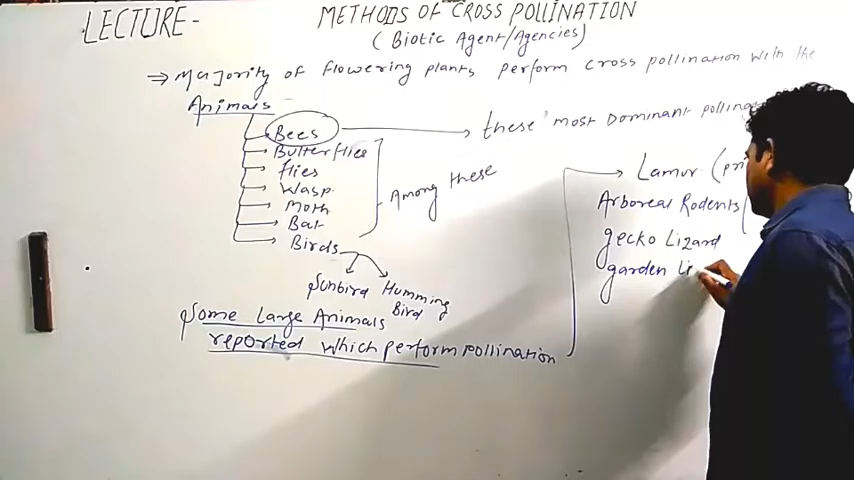 LECTURE-
METHODS OF CROSS POLLINATION
(Biotic Agent/Agencies)
⇒ Majority of flowering plants perform cross pollination with the
Animals
Bees → these most Dominant
Butterflies
flies
Wasp.
Moth
Bat
Birds
Among these
Sunbird Humming
Bird
Some Large Animals
reported which perform pollination
→ Lamur
Arboreal Rodents
gecko Lizard
garden